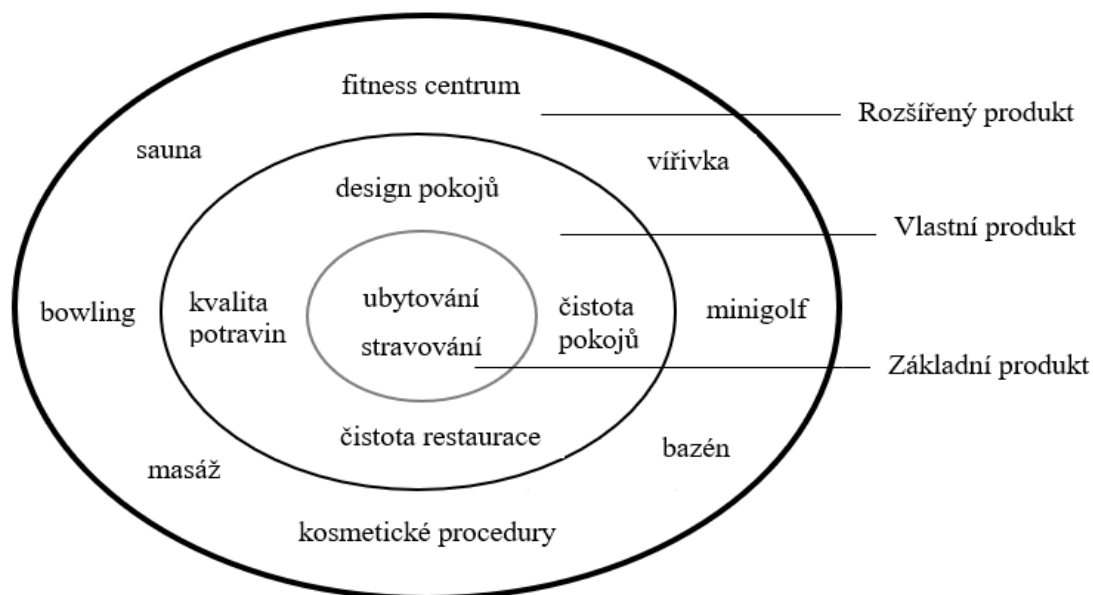 fitness centrum
Rozšířený produkt
sauna
vířivka
design pokojů
Vlastní produkt
ubytování
bowling
kvalita
potravin
čistota
pokojů
minigolf
stravování
Základní produkt
čistota restaurace
bazén
masáž
kosmetické procedury